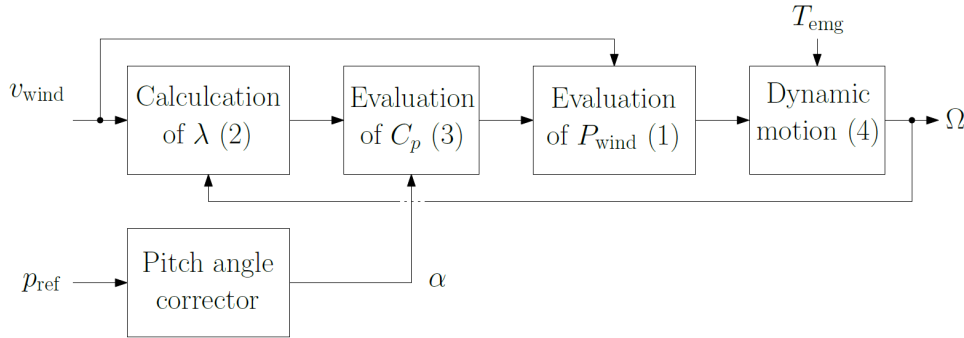 T_emg
v_wind
Calculcation
of λ (2)
Evaluation
of C_p (3)
Evaluation
of P_wind (1)
Dynamic
motion (4)
Ω
p_ref
Pitch angle
corrector
α